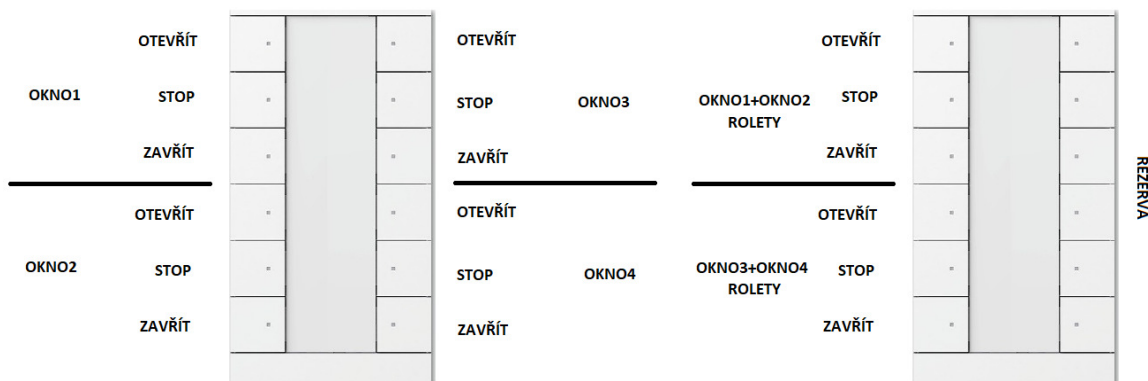 OTEVŘÍT
OKNO1
STOP
ZAVŘÍT
OTEVŘÍT
OKNO2
STOP
ZAVŘÍT
OTEVŘÍT
STOP
OKNO3
ZAVŘÍT
OTEVŘÍT
STOP
OKNO4
ZAVŘÍT
OTEVŘÍT
OKNO1+OKNO2
ROLETY
STOP
ZAVŘÍT
OTEVŘÍT
OKNO3+OKNO4
ROLETY
STOP
ZAVŘÍT
REZERVA